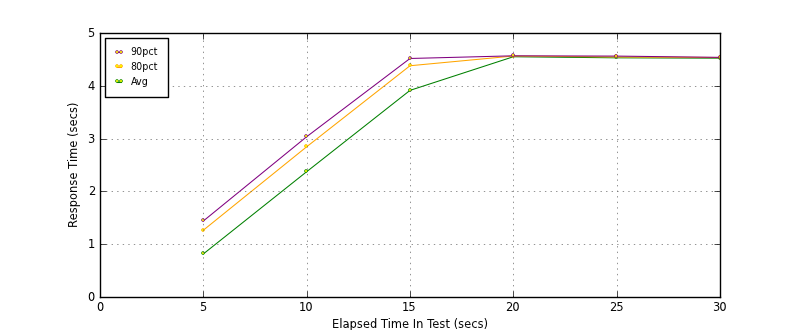 5
90pct
80pct
Avg
4
3
2
1
0
Response Time (secs)
0 5 10 15 20 25 30
Elapsed Time In Test (secs)